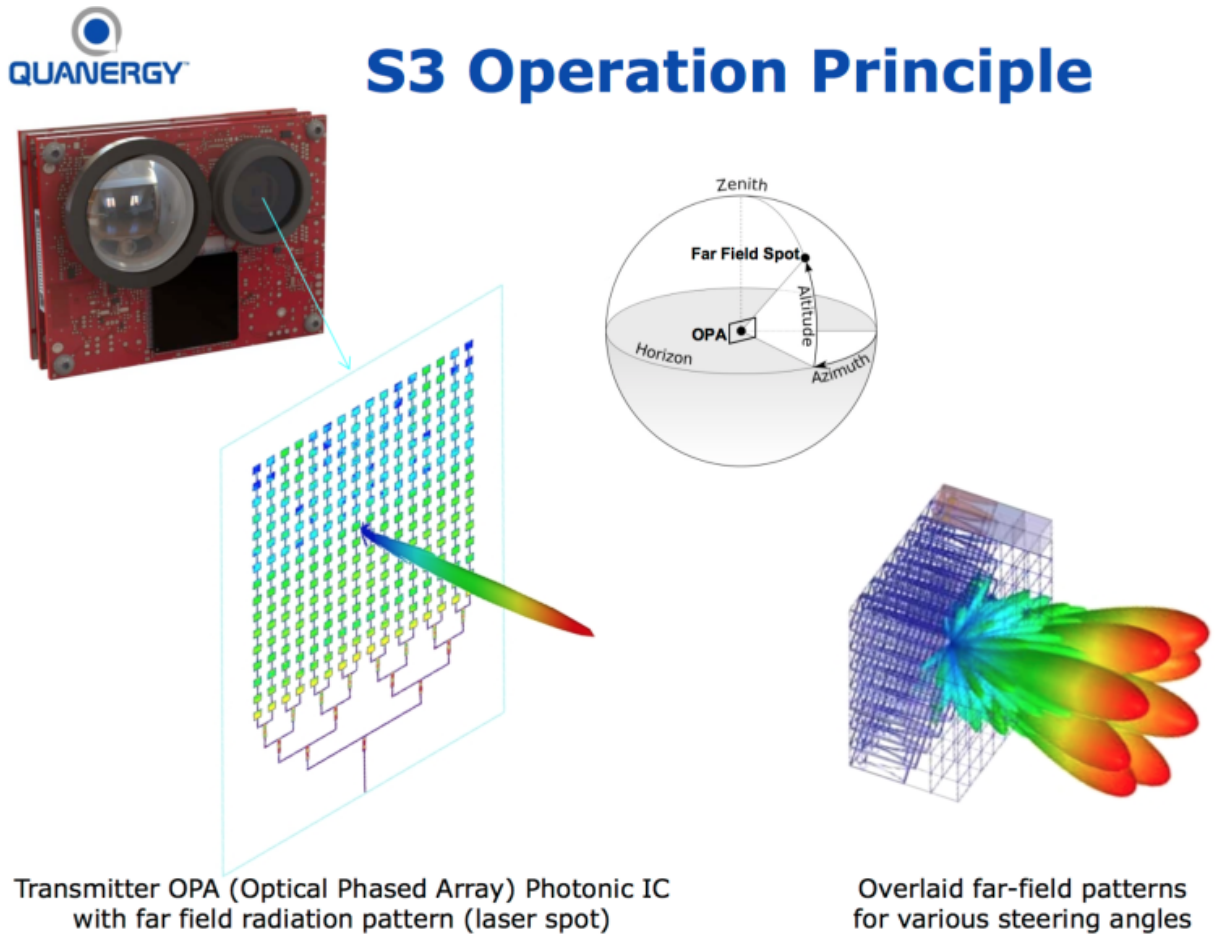 QUANERGY™
S3 Operation Principle
Zenith
Far Field Spot
Altitude
OPA
Horizon
Azimuth
Transmitter OPA (Optical Phased Array) Photonic IC
with far field radiation pattern (laser spot)
Overlaid far-field patterns
for various steering angles